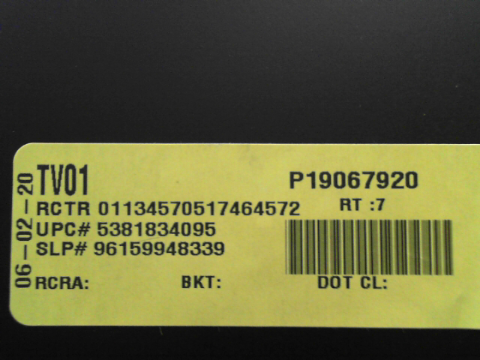 06-02-20
TV01
P19067920
RCTR 01134570517464572
RT :7
UPC# 5381834095
SLP# 96159948339
RCRA:
BKT:
DOT CL: